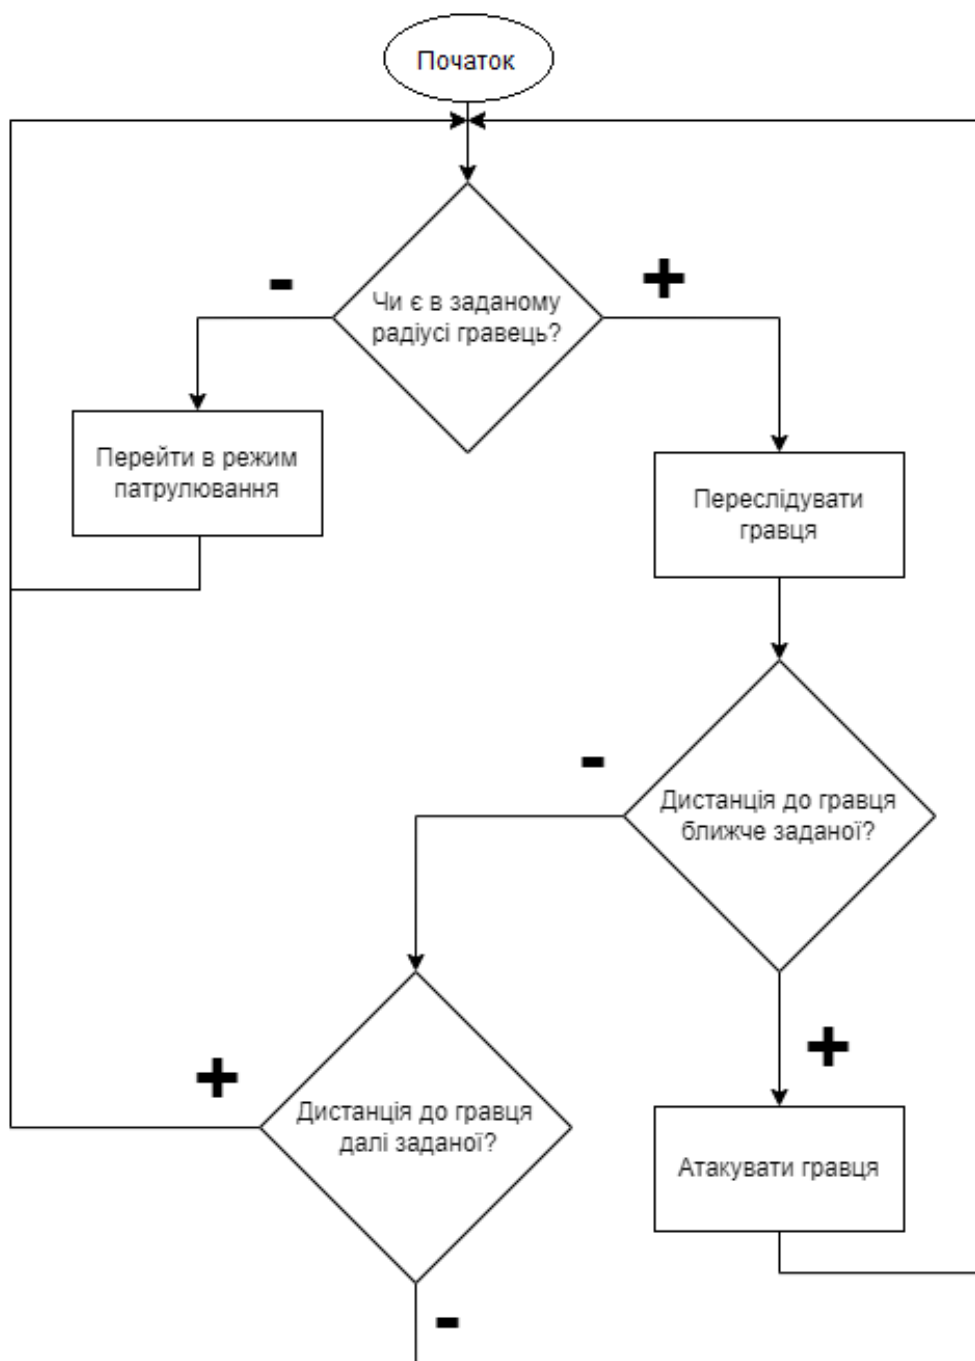 Початок
-
+
Чи є в заданому
радіусі гравець?
Перейти в режим
патрулювання
Переслідувати
гравця
-
Дистанція до гравця
ближче заданої?
+
+
Дистанція до гравця
далі заданої?
Атакувати гравця
-